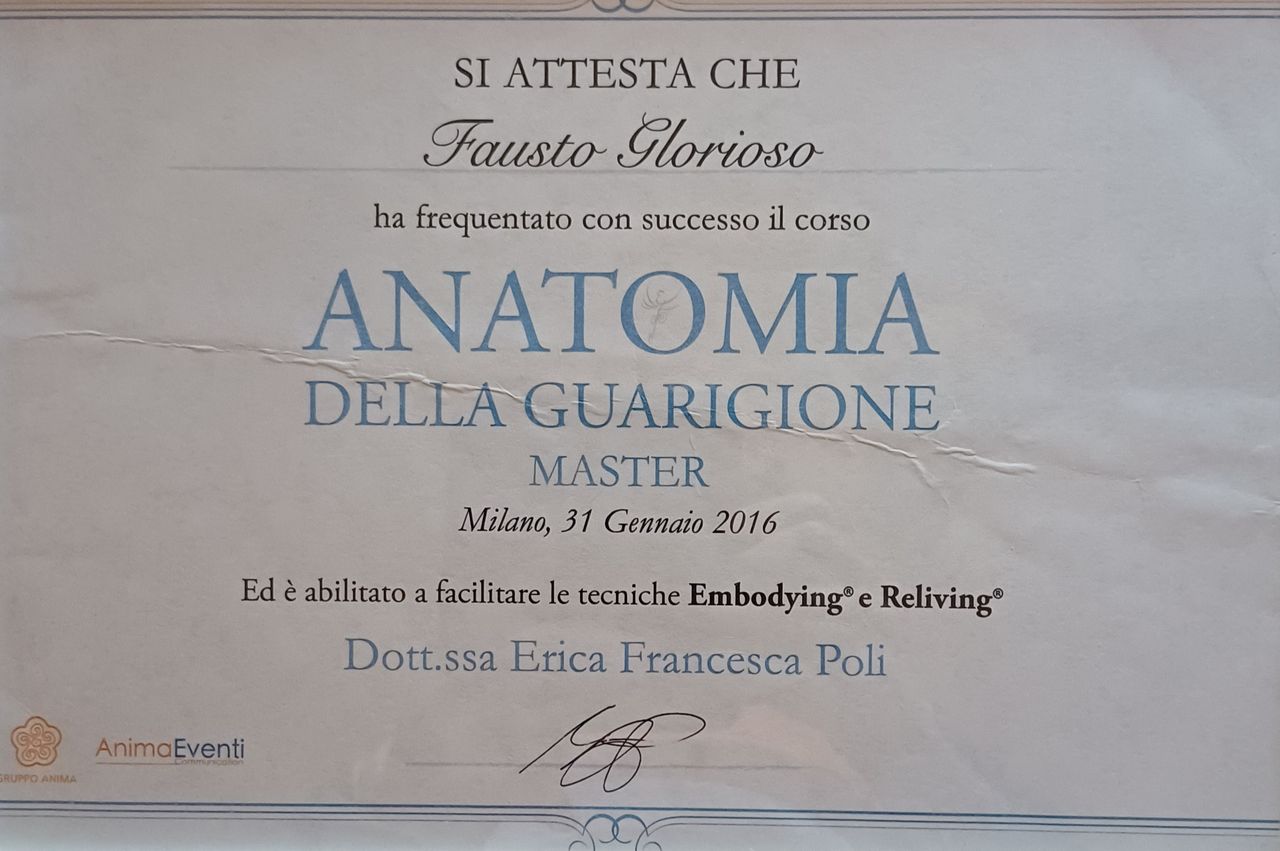 SI ATTESTA CHE
Fausto Glorioso
ha frequentato con successo il corso
ANATOMIA
DELLA GUARIGIONE
MASTER
Milano, 31 Gennaio 2016
Ed è abilitato a facilitare le tecniche Embodying® e Reliving®
Dott.ssa Erica Francesca Poli
GRUPPO ANIMA
AnimaEventi
Communication